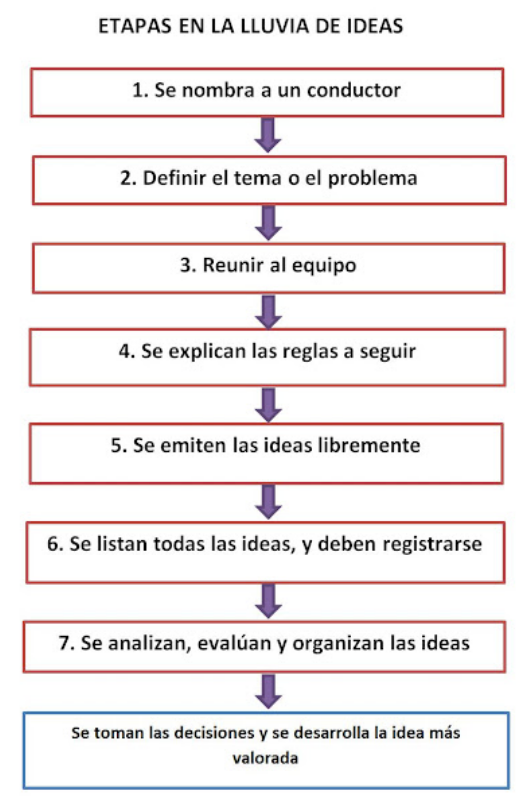 ETAPAS EN LA LLUVIA DE IDEAS
1. Se nombra a un conductor
2. Definir el tema o el problema
3. Reunir al equipo
4. Se explican las reglas a seguir
5. Se emiten las ideas libremente
6. Se listan todas las ideas, y deben registrarse
7. Se analizan, evalúan y organizan las ideas
Se toman las decisiones y se desarrolla la idea más
valorada